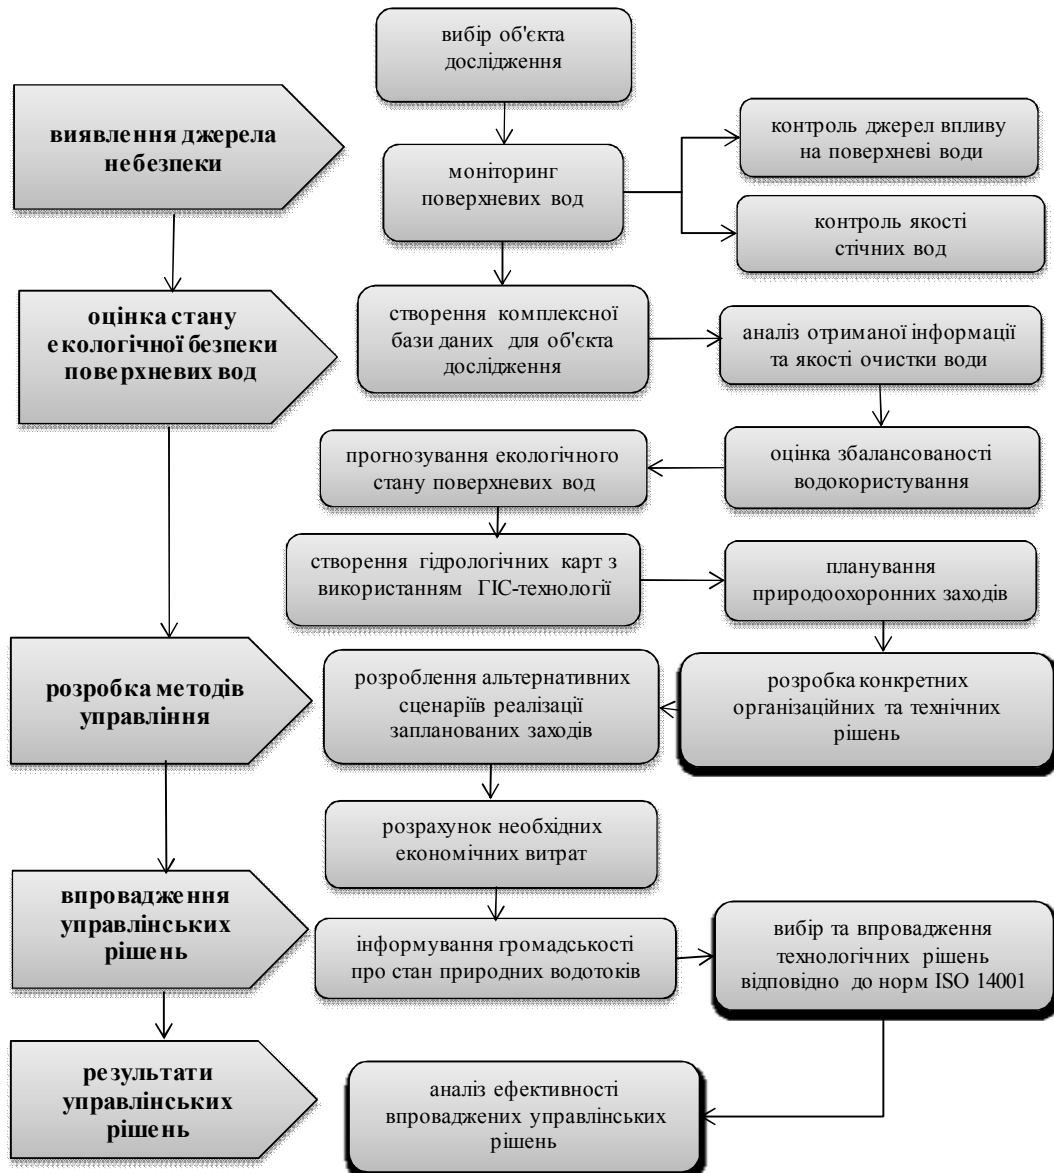 вибір об'єкта
дослідження
виявлення джерела
небезпеки
моніторинг
поверхневих вод
контроль джерел впливу
на поверхневі води
контроль якості
стічних вод
оцінка стану
екологічної безпеки
поверхневих вод
створення комплексної
бази даних для об'єкта
дослідження
аналіз отриманої інформації
та якості очистки води
прогнозування екологічного
стану поверхневих вод
оцінка збалансованості
водокористування
створення гідрологічних карт з
використанням ГІС-технології
планування
природоохоронних заходів
розробка методів
управління
розроблення альтернативних
сценаріїв реалізації
запланованих заходів
розробка конкретних
організаційних та технічних
рішень
розрахунок необхідних
економічних витрат
впровадження
управлінських
рішень
інформування громадськості
про стан природних водотоків
вибір та впровадження
технологічних рішень
відповідно до норм ISO 14001
результати
управлінських
рішень
аналіз ефективності
впроваджених управлінських
рішень